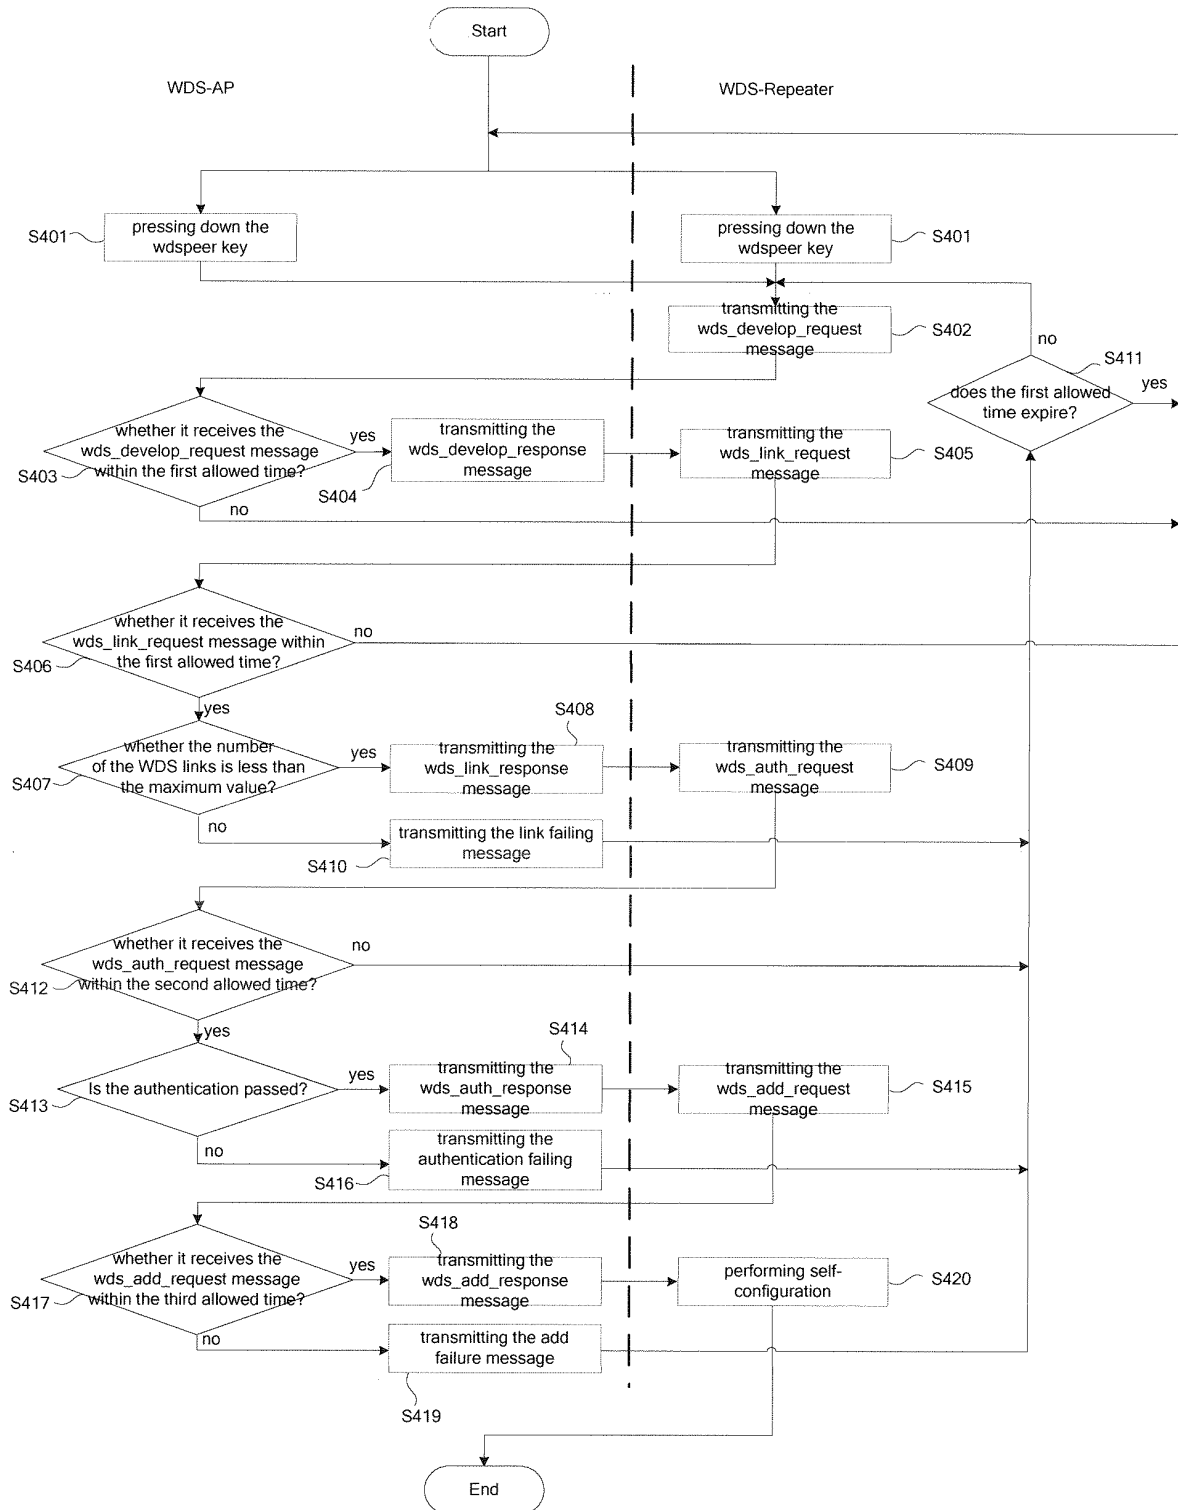 Start
WDS-AP
WDS-Repeater
S401
pressing down the
wdspeer key
pressing down the
wdspeer key
S401
transmitting the
wds_develop_request
message
S402
no
S411
does the first allowed
time expire?
yes
whether it receives the
wds_develop_request message
within the first allowed time?
S403
yes
transmitting the
wds_develop_response
message
S404
transmitting the
wds_link_request
message
S405
no
whether it receives the
wds_link_request message within
the first allowed time?
S406
no
yes
whether the number
of the WDS links is less than
the maximum value?
S407
yes
S408
transmitting the
wds_link_response
message
transmitting the
wds_auth_request
message
S409
no
transmitting the link failing
message
S410
whether it receives the
wds_auth_request message
within the second allowed time?
S412
no
yes
Is the authentication passed?
S413
yes
S414
transmitting the
wds_auth_response
message
transmitting the
wds_add_request
message
S415
no
transmitting the
authentication failing
message
S416
whether it receives the
wds_add_request message
within the third allowed time?
S417
yes
S418
transmitting the
wds_add_response
message
performing self-
configuration
S420
no
transmitting the add
failure message
S419
End